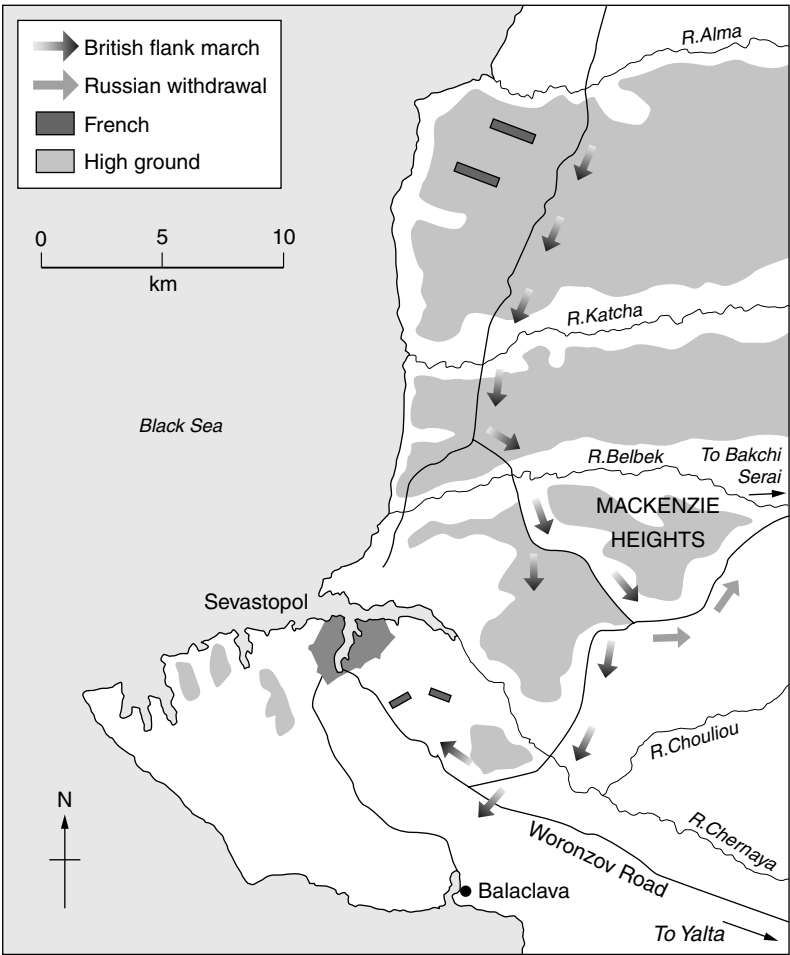 British flank march
Russian withdrawal
French
High ground
0 5 10
km
R.Alma
R.Katcha
Black Sea
R.Belbek
To Bakchi
Serai
MACKENZIE
HEIGHTS
Sevastopol
R.Chouliou
N
R.Chernaya
Woronzov Road
Balaclava
To Yalta